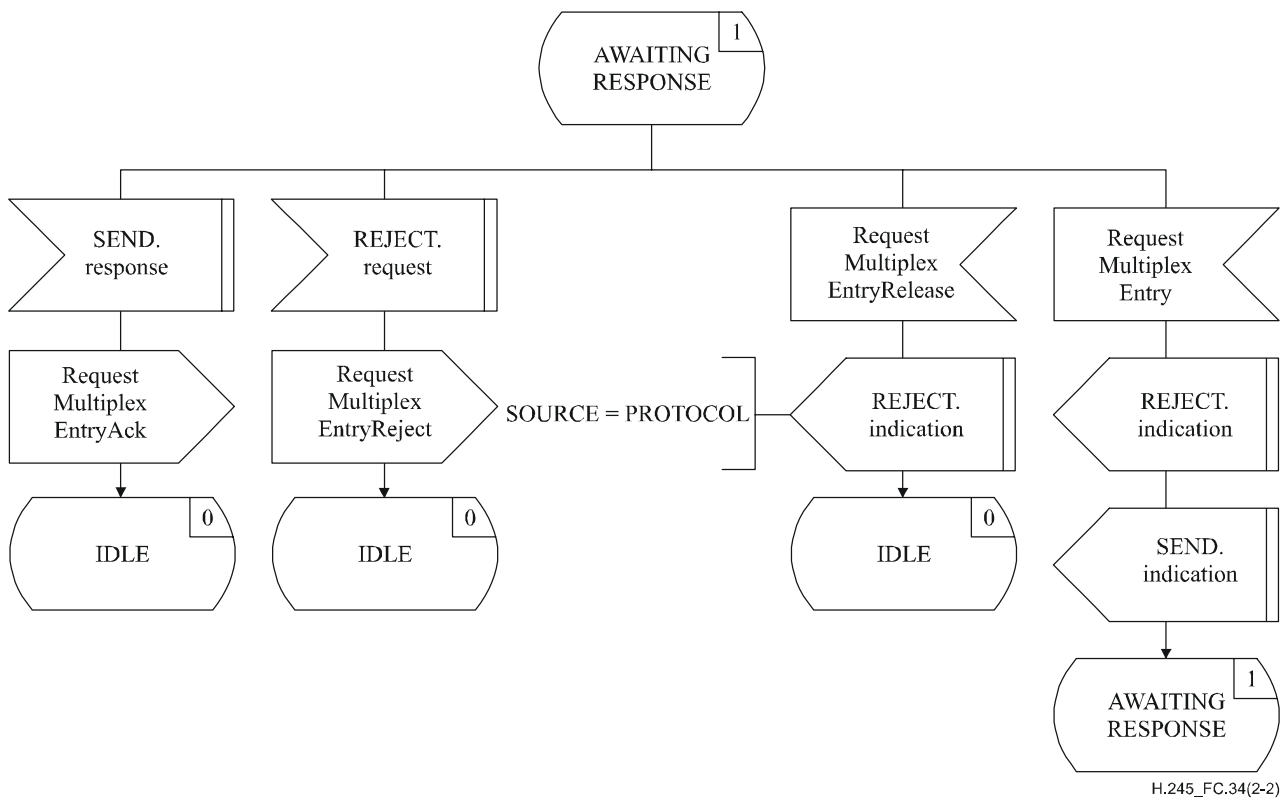 1
AWAITING
RESPONSE
SEND.
response
REJECT.
request
Request
Multiplex
EntryRelease
Request
Multiplex
Entry
Request
Multiplex
EntryAck
Request
Multiplex
EntryReject
SOURCE = PROTOCOL
REJECT.
indication
REJECT.
indication
0
IDLE
0
IDLE
0
IDLE
SEND.
indication
1
AWAITING
RESPONSE
H.245_FC.34(2-2)